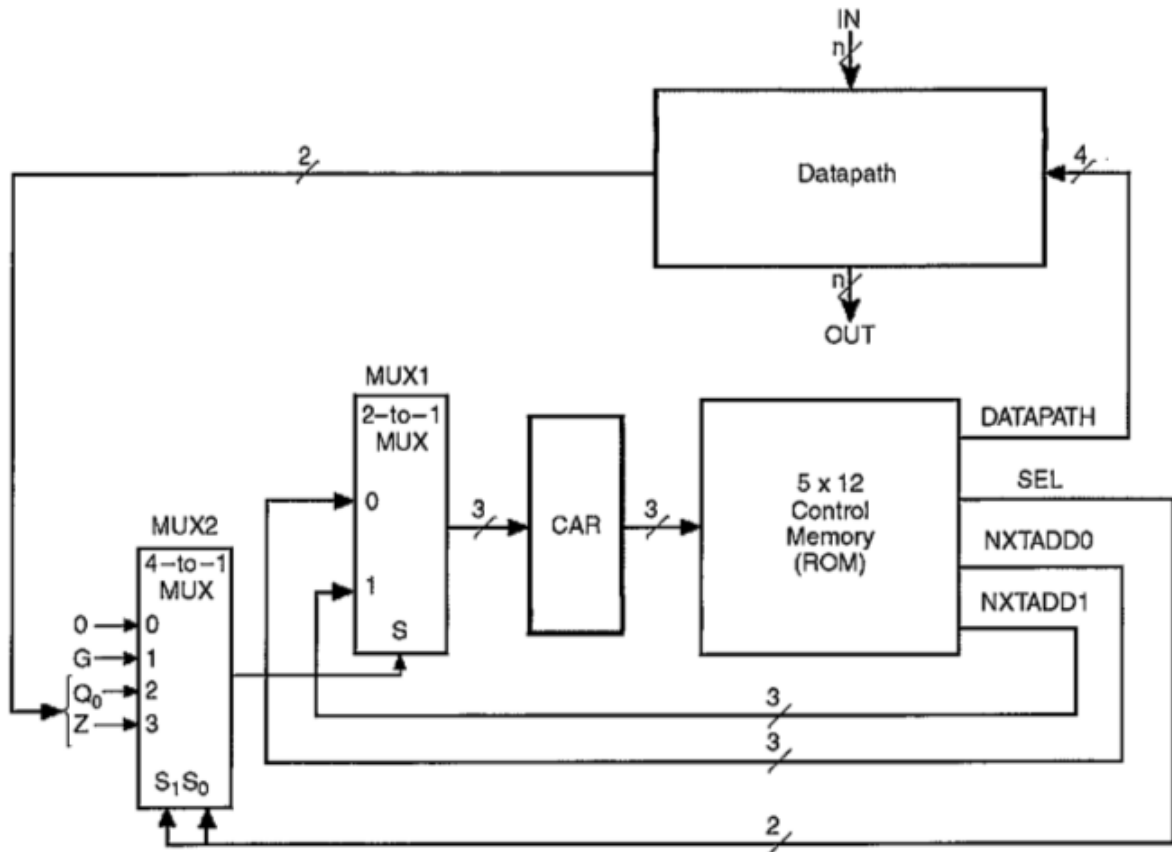 IN
n
2
4
Datapath
n
OUT
MUX1
2-to-1
MUX
DATAPATH
5 x 12
Control
Memory
(ROM)
SEL
0
3
CAR
3
MUX2
NXTADD0
4-to-1
MUX
1
NXTADD1
0
0
S
G
1
Q0
2
3
Z
3
3
S1S0
2